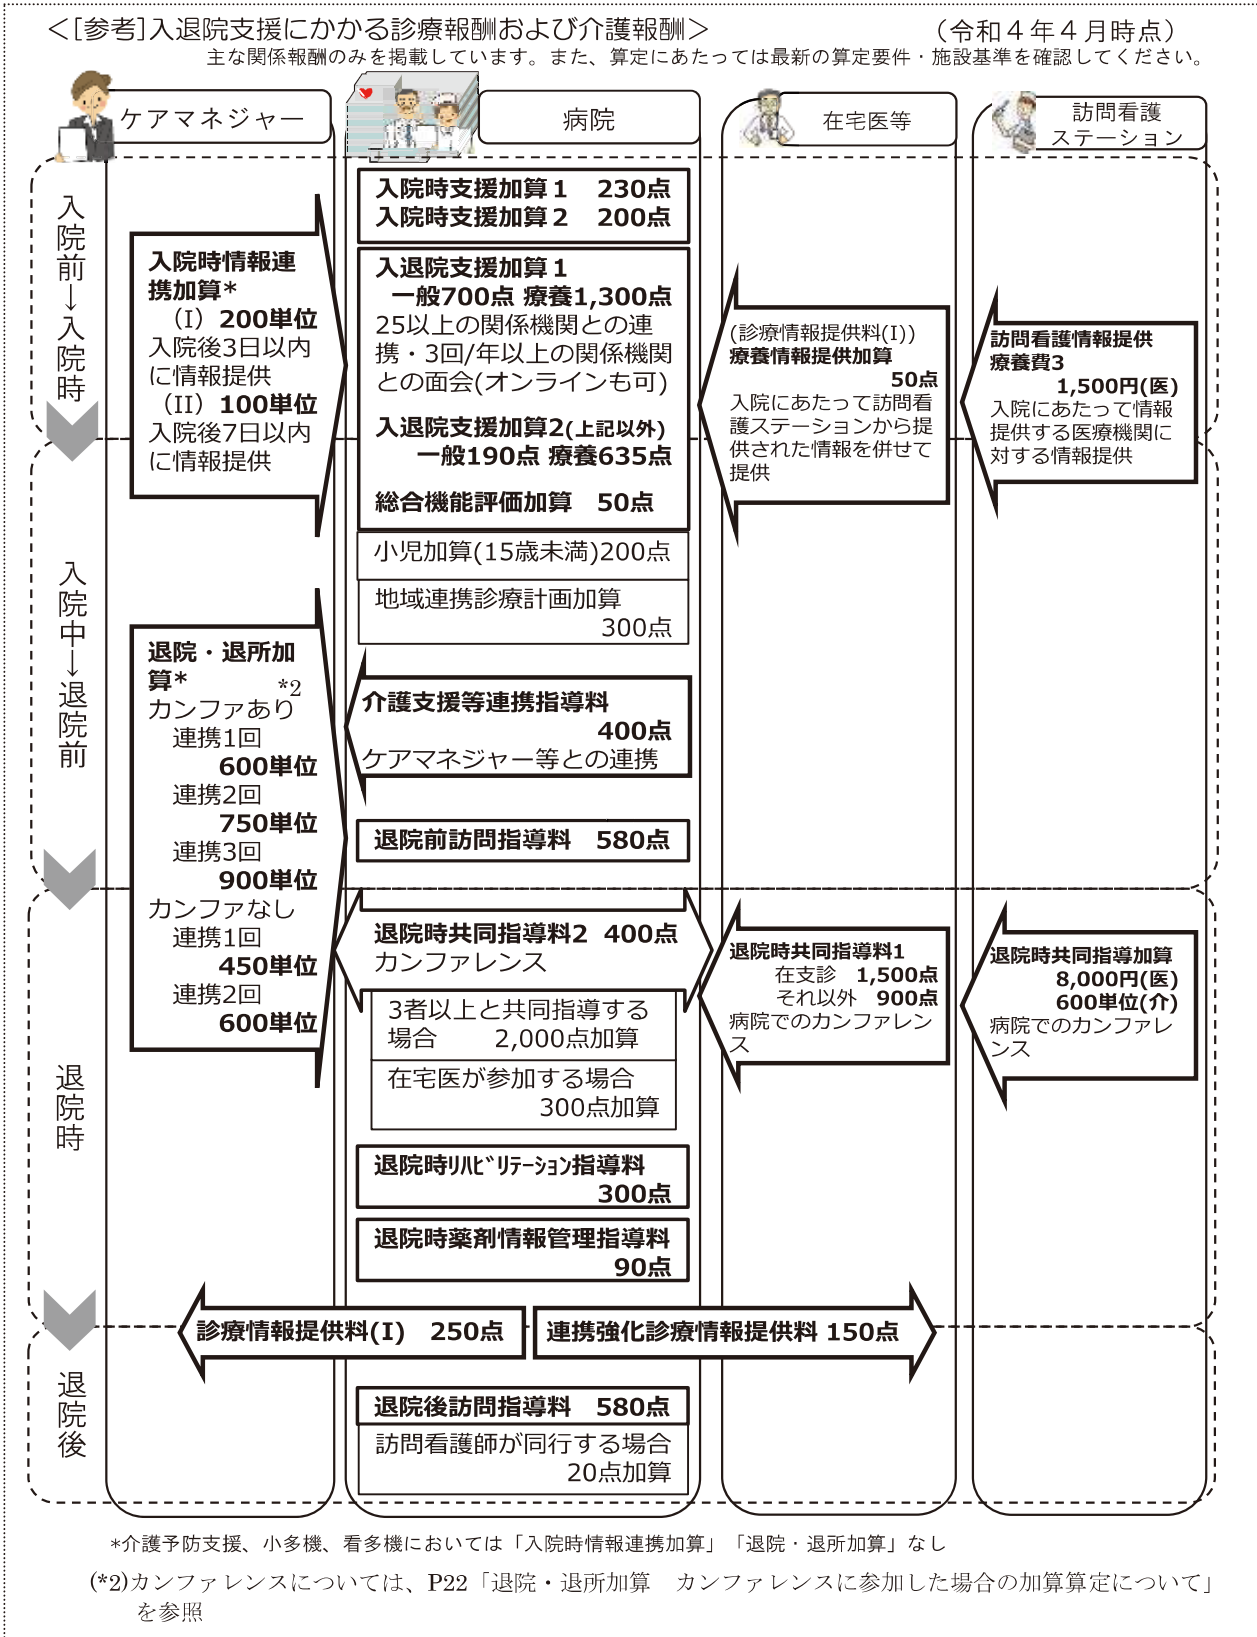 ＜[参考]入退院支援にかかる診療報酬および介護報酬＞　（令和４年４月時点）
主な関係報酬のみを掲載しています。また、算定にあたっては最新の算定要件・施設基準を確認してください。
ケアマネジャー
病院
在宅医等
訪問看護
ステーション
入院前→入院時
入院時情報連
携加算*
（I）200単位
入院後3日以内
に情報提供
（II）100単位
入院後7日以内
に情報提供
入院時支援加算１　230点
入院時支援加算２　200点
入退院支援加算１
一般700点 療養1,300点
25以上の関係機関との連
携・3回/年以上の関係機関
との面会(オンラインも可)
入退院支援加算2(上記以外)
一般190点 療養635点
総合機能評価加算　50点
小児加算(15歳未満)200点
地域連携診療計画加算
300点
(診療情報提供料(I))
療養情報提供加算
50点
入院にあたって訪問看
護ステーションから提
供された情報を併せて
提供
訪問看護情報提供
療養費3
1,500円(医)
入院にあたって情報
提供する医療機関に
対する情報提供
入院中→退院前
退院・退所加
算*
*2
カンファあり
連携1回
600単位
連携2回
750単位
連携3回
900単位
カンファなし
連携1回
450単位
連携2回
600単位
介護支援等連携指導料
400点
ケアマネジャー等との連携
退院前訪問指導料　580点
退院時
退院時共同指導料2 400点
カンファレンス
3者以上と共同指導する
場合　2,000点加算
在宅医が参加する場合
300点加算
退院時共同指導料1
在支診　1,500点
それ以外　900点
病院でのカンファレン
ス
退院時共同指導加算
8,000円(医)
600単位(介)
病院でのカンファレ
ンス
退院時ﾘﾊﾋﾞﾘﾃｰｼｮﾝ指導料
300点
退院時薬剤情報管理指導料
90点
診療情報提供料(I)　250点
連携強化診療情報提供料 150点
退院後
退院後訪問指導料　580点
訪問看護師が同行する場合
20点加算
*介護予防支援、小多機、看多機においては「入院時情報連携加算」「退院・退所加算」なし
(*2)カンファレンスについては、P22「退院・退所加算　カンファレンスに参加した場合の加算算定について」
を参照